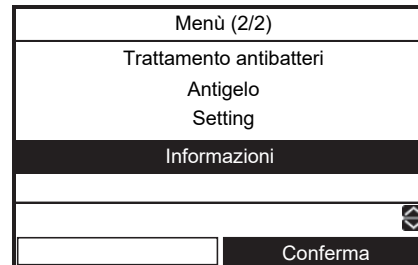 Menù (2/2)
Trattamento antibatteri
Antigelo
Setting
Informazioni
Conferma